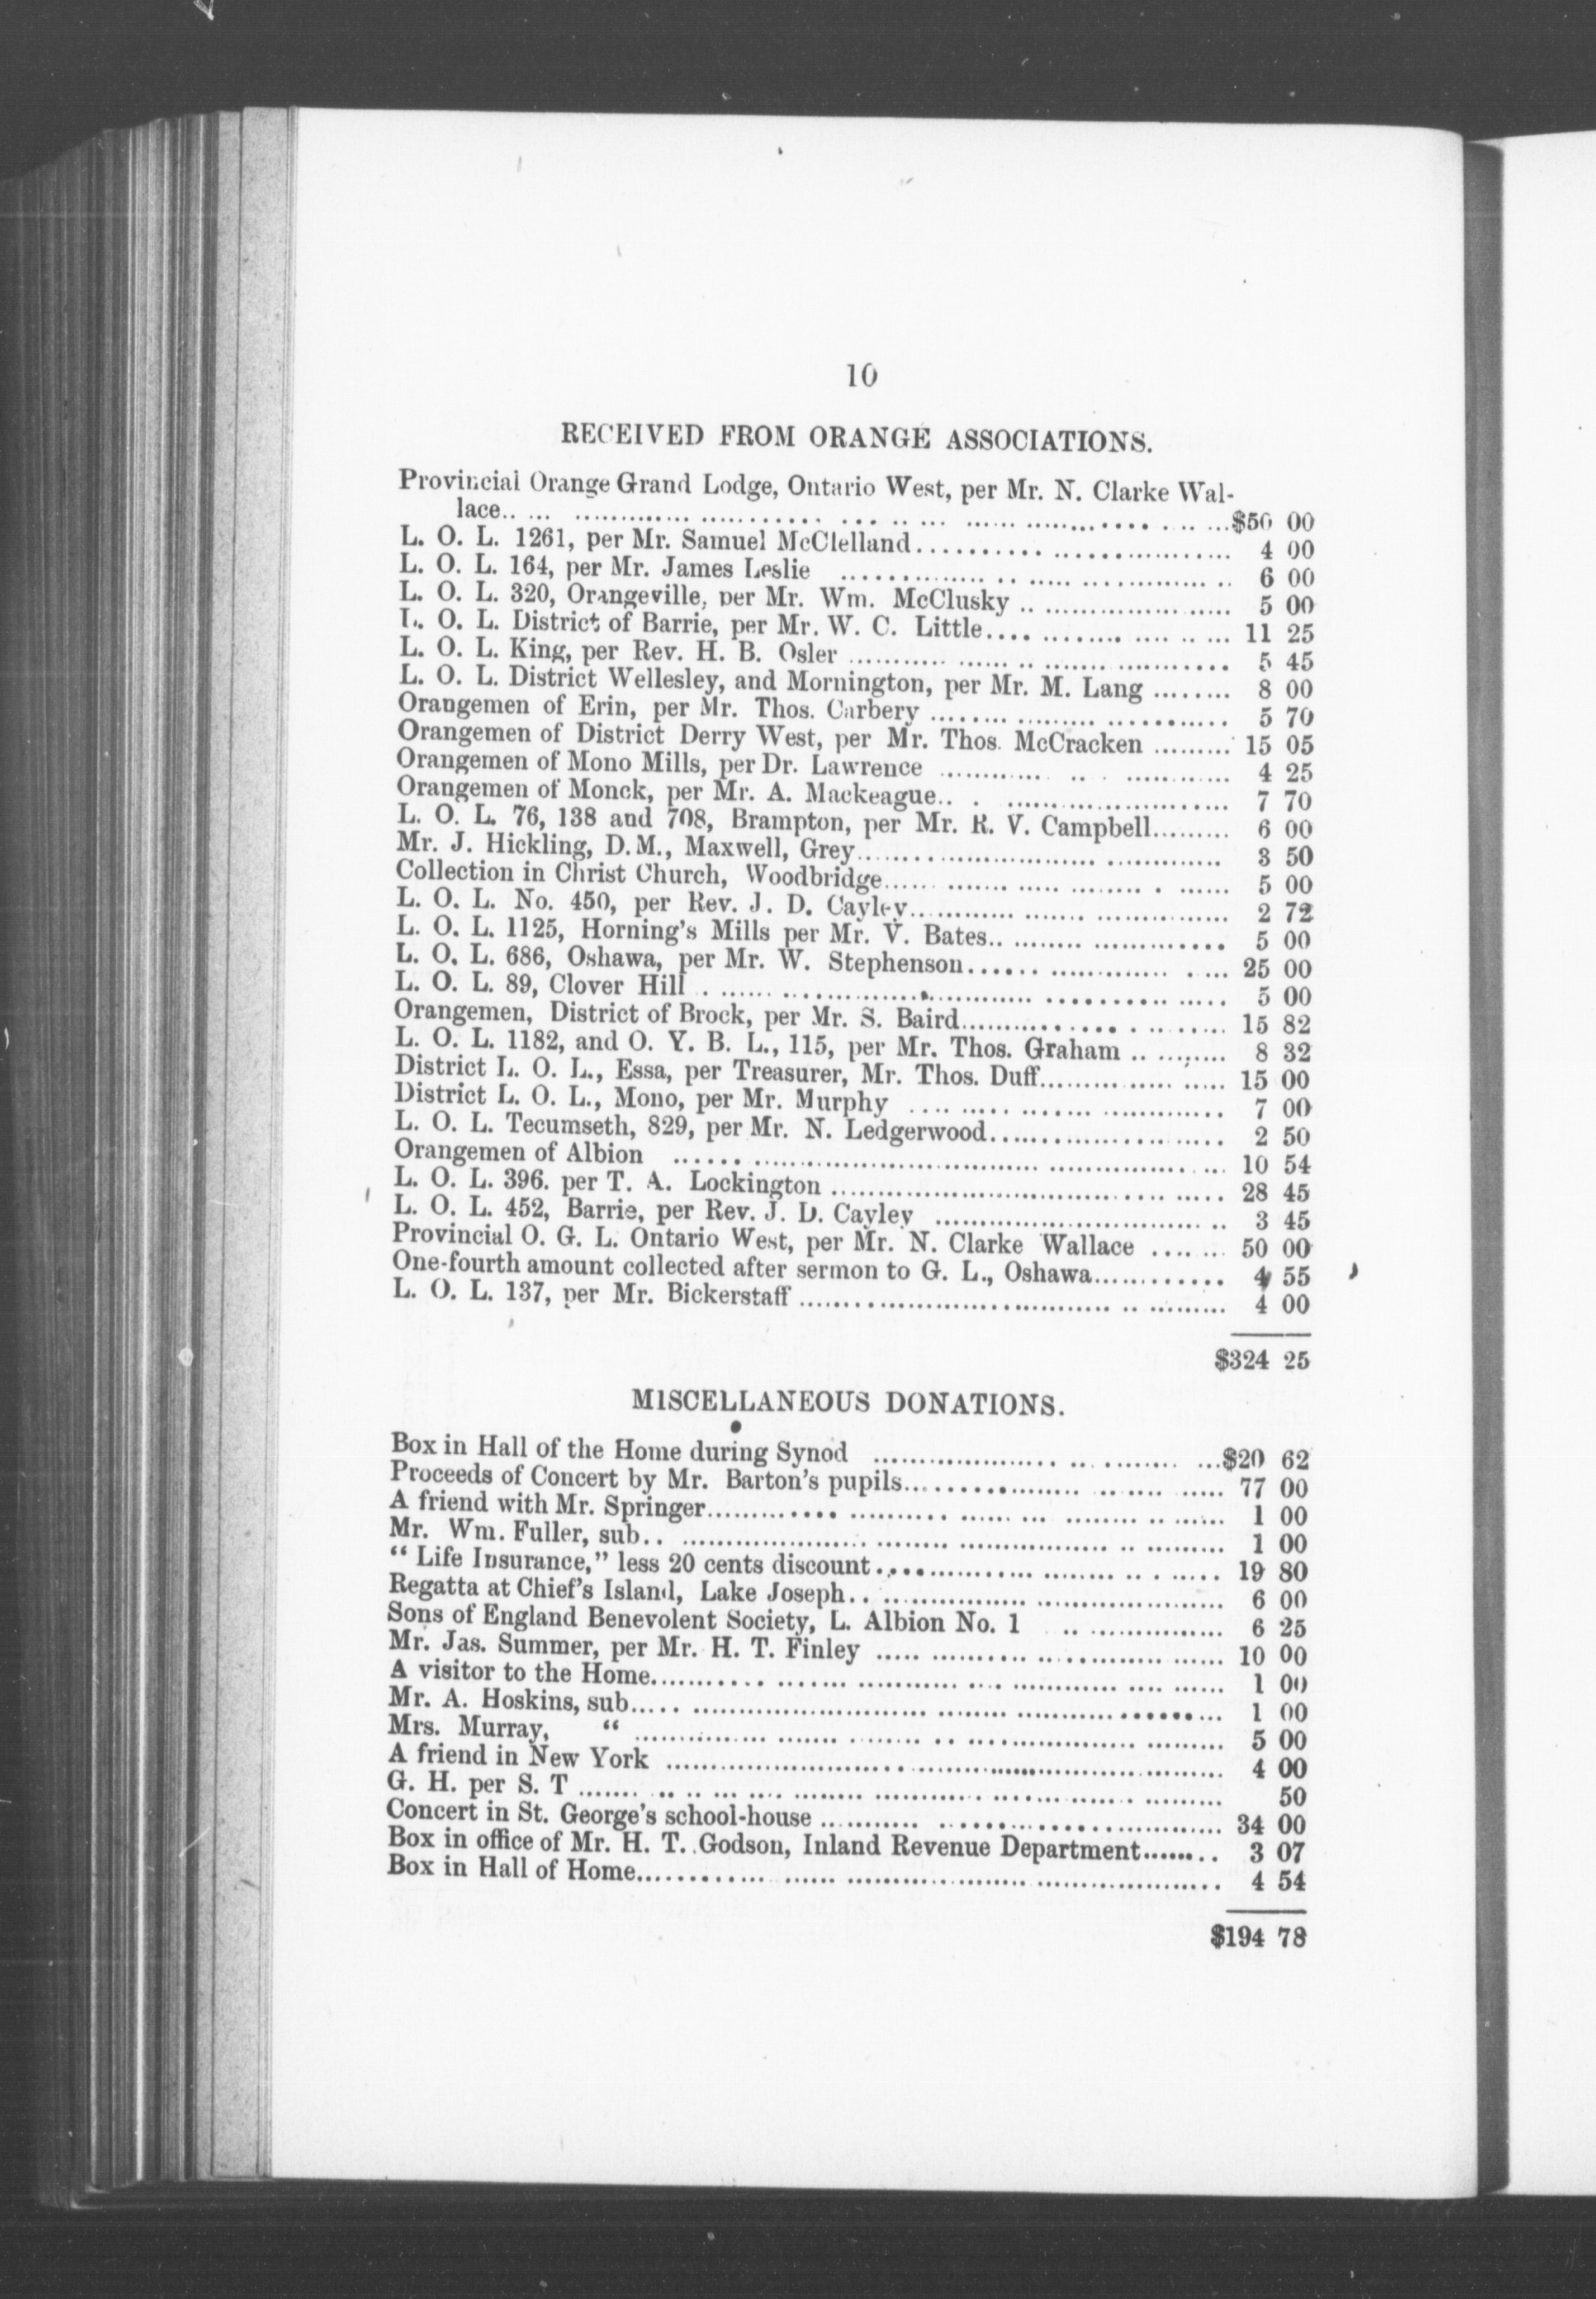 10
RECEIVED FROM ORANGE ASSOCIATIONS.
Provincial Orange Grand Lodge, Ontario West, per Mr. N. Clarke Wal-
lace.. ... ............. ........... ... .. ... ...... ............ .... .. ...$50 00
L. O. L. 1261, per Mr. Samuel McClelland........... .................... 4 00
L. O. L. 164, per Mr. James Leslie ............... .. ..... ............... .. 6 00
L. O. L. 320, Orangeville, per Mr. Wm. McClusky .. ................. ..... 5 00
L. O. L. District of Barrie, per Mr. W. C. Little.... ......... .... .. ... 11 25
L. O. L. King, per Rev. H. B. Osler ........... ...... .. ....... ........... 5 45
L. O. L. District Wellesley, and Mornington, per Mr. M. Lang ........ 8 00
Orangemen of Erin, per Mr. Thos. Carbery ........ ......... ............ 5 70
Orangemen of District Derry West, per Mr. Thos. McCracken ......... 15 05
Orangemen of Mono Mills, per Dr. Lawrence ............ .. . ............ 4 25
Orangemen of Monck, per Mr. A. Mackeague.. . ......................... 7 70
L. O. L. 76, 138 and 708, Brampton, per Mr. R. V. Campbell......... 6 00
Mr. J. Hickling, D.M., Maxwell, Grey........................... ............. 3 50
Collection in Christ Church, Woodbridge...... ....... ..... ......... . ...... 5 00
L. O. L. No. 450, per Rev. J. D. Cayley............ ....... ............... 2 72
L. O. L. 1125, Horning's Mills per Mr. V. Bates.. ........ ............. 5 00
L. O. L. 686, Oshawa, per Mr. W. Stephenson...... .............. . ... 25 00
L. O. L. 89, Clover Hill . ...... ............................ ............ ..... 5 00
Orangemen, District of Brock, per Mr. S. Baird............... . .. ...... 15 82
L. O. L. 1182, and O. Y. B. L., 115, per Mr. Thos. Graham .. ........ 8 32
District L. O. L., Essa, per Treasurer, Mr. Thos. Duff............... ..... 15 00
District L. O. L., Mono, per Mr. Murphy .... ..... ........ ............. 7 00
L. O. L. Tecumseth, 829, per Mr. N. Ledgerwood..................... ..... 2 50
Orangemen of Albion ...... ................................ .................. ... 10 54
L. O. L. 396. per T. A. Lockington ............................... .... ..... 28 45
L. O. L. 452, Barrie, per Rev. J. D. Cayley ............................. .. 3 45
Provincial O. G. L. Ontario West, per Mr. N. Clarke Wallace ....... 50 00
One-fourth amount collected after sermon to G. L., Oshawa............ 4 55
L. O. L. 137, per Mr. Bickerstaff .................................. .. ......... 4 00
$324 25
MISCELLANEOUS DONATIONS.
Box in Hall of the Home during Synod .................... .. ........ ...$20 62
Proceeds of Concert by Mr. Barton's pupils.................. .. .... ..... 77 00
A friend with Mr. Springer.............. .......... ...... ... ........ .. ...... 1 00
Mr. Wm. Fuller, sub.. ..................... ........ ................. .. ......... 1 00
" Life Insurance," less 20 cents discount.................. ........ .. . ..... 19 80
Regatta at Chief's Island, Lake Joseph.. ................ ..................... 6 00
Sons of England Benevolent Society, L. Albion No. 1 .. ............... 6 25
Mr. Jas. Summer, per Mr. H. T. Finley ..... ........... .. ........... ...... 10 00
A visitor to the Home............ ....... ........... .... ............ .... ...... 1 00
Mr. A. Hoskins, sub..... ........................ ........ ........... .......... 1 00
Mrs. Murray, " .............. ....... ........ .. .................. ......... 5 00
A friend in New York ......................... .............................. 4 00
G. H. per S. T ....... .. .. ... .... ........ ........ ........ ... ....... . ......... 50
Concert in St. George's school-house ........... ............................... 34 00
Box in office of Mr. H. T. Godson, Inland Revenue Department........ 3 07
Box in Hall of Home.............. ...... ..................... ..................... 4 54
$194 78